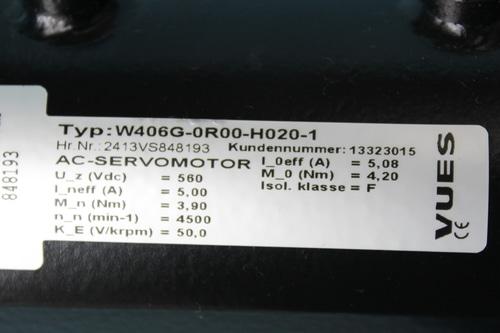 Typ:W406G-0R00-H020-1
Hr.Nr.:2413VS848193 Kundennummer: 13323015
AC-SERVOMOTOR
U_z (Vdc) = 560
I_neff (A) = 5,00
M_n (Nm) = 3,90
n_n (min-1) = 4500
K_E (V/krpm) = 50,0
I_0eff (A) = 5,08
M_0 (Nm) = 4,20
Isol. klasse = F
VUES
CE
848193